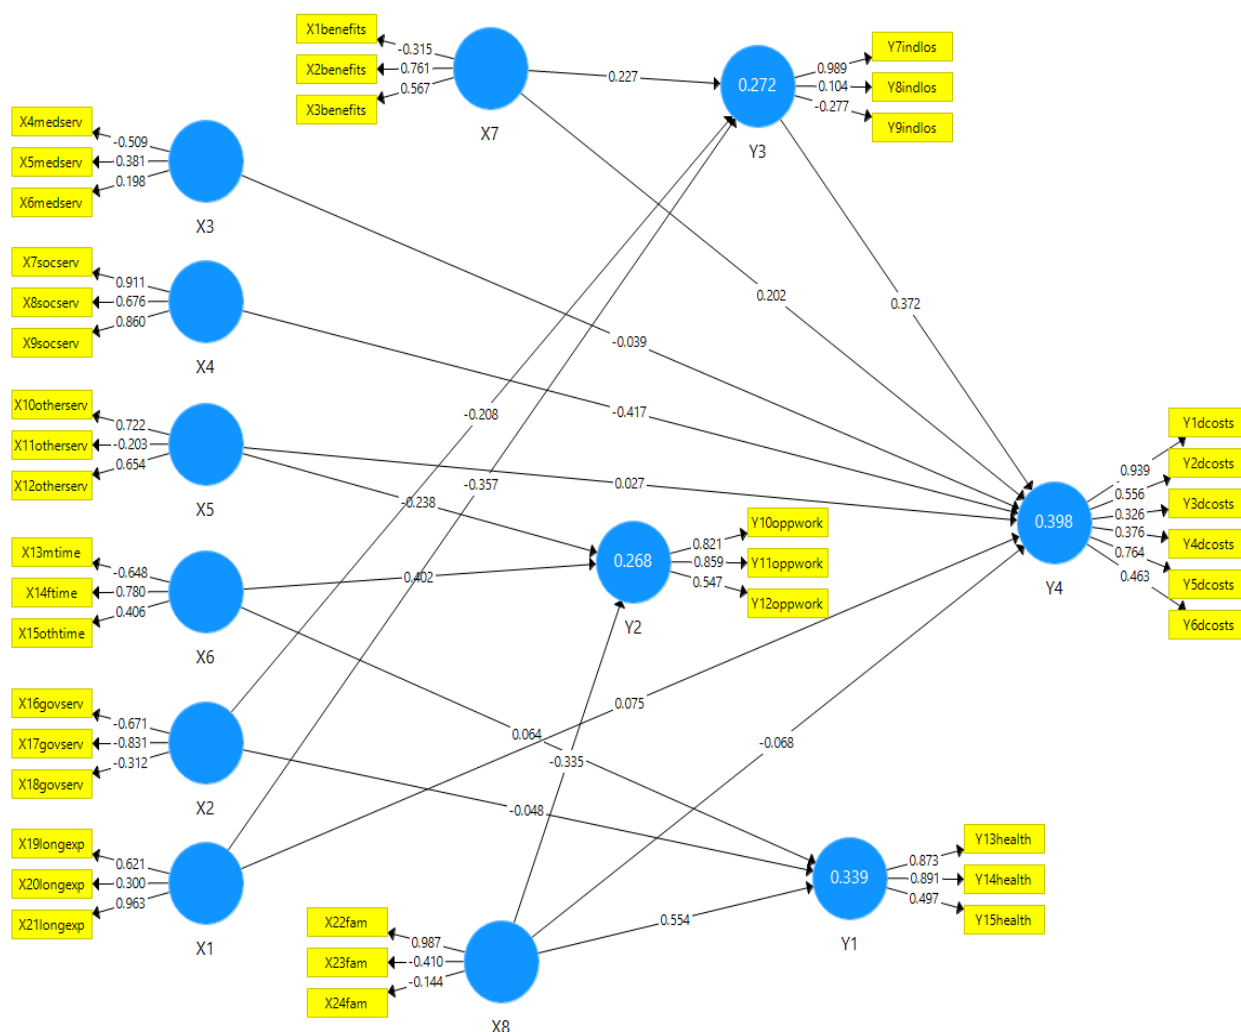 X1benefits
X2benefits
X3benefits
-0.315
0.761
0.567
X7
0.227
0.272
Y3
0.989
0.104
-0.277
Y7indlos
Y8indlos
Y9indlos
X4medserv
X5medserv
X6medserv
-0.509
0.381
0.198
X3
X7socserv
X8socserv
X9socserv
0.911
0.676
0.860
X4
0.202
0.372
-0.039
-0.208
-0.417
X10otherserv
X11otherserv
X12otherserv
0.722
-0.203
0.654
X5
-0.357
0.027
-0.238
0.398
Y4
-0.939
0.556
0.326
0.376
0.764
0.463
Y1dcosts
Y2dcosts
Y3dcosts
Y4dcosts
Y5dcosts
Y6dcosts
X13mtime
X14ftime
X15othtime
-0.648
0.780
0.406
X6
0.402
0.268
Y2
0.821
0.859
0.547
Y10oppwork
Y11oppwork
Y12oppwork
X16govserv
X17govserv
X18govserv
-0.671
-0.831
-0.312
X2
0.075
0.064
-0.335
-0.068
-0.048
X19longexp
X20longexp
X21longexp
0.621
0.300
0.963
X1
0.339
Y1
0.873
0.891
0.497
Y13health
Y14health
Y15health
0.554
X22fam
X23fam
X24fam
0.987
-0.410
-0.144
X8